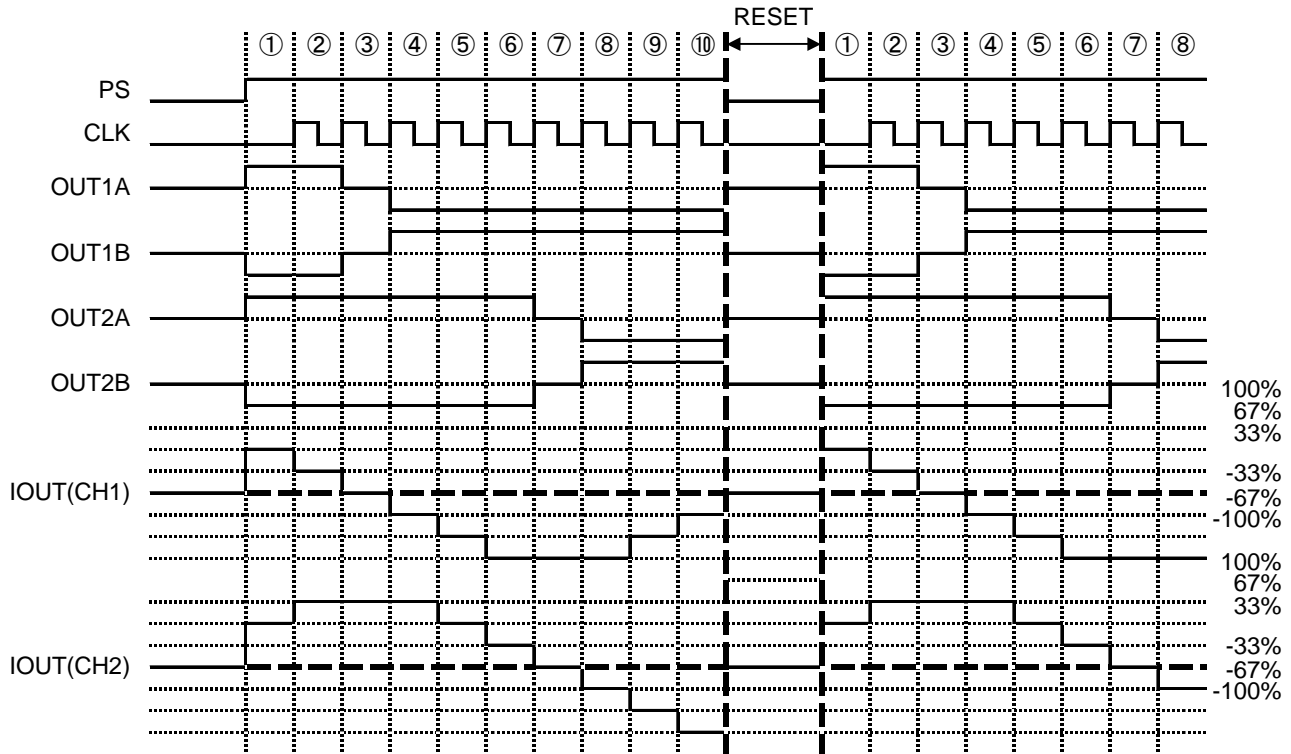 RESET
① ② ③ ④ ⑤ ⑥ ⑦ ⑧ ⑨ ⑩ ① ② ③ ④ ⑤ ⑥ ⑦ ⑧
PS
CLK
OUT1A
OUT1B
OUT2A
OUT2B
100%
67%
33%
IOUT(CH1)
-33%
-67%
-100%
100%
67%
33%
IOUT(CH2)
-33%
-67%
-100%